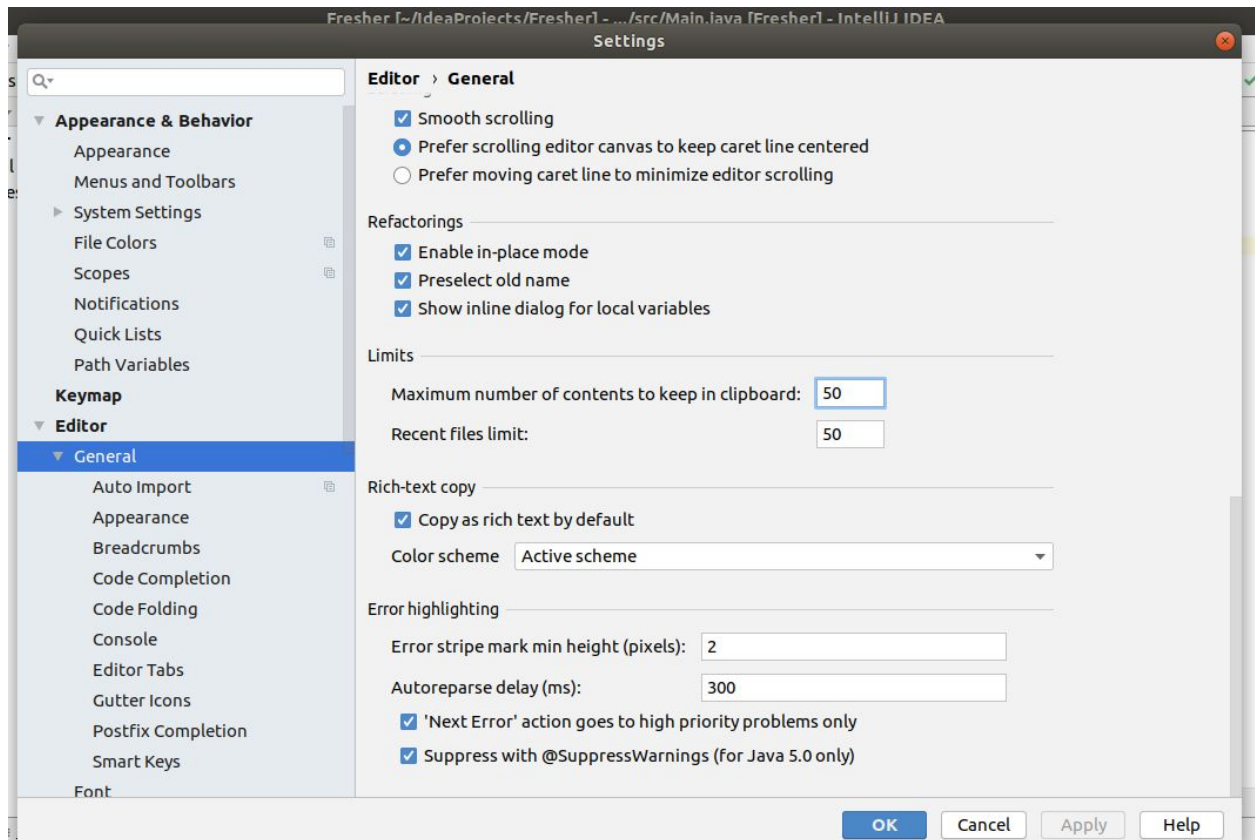 Fresher [~/IdeaProjects/Fresher] - .../src/Main.java [Fresher] - IntelliJ IDEA
Settings
Appearance & Behavior
Appearance
Menus and Toolbars
System Settings
File Colors
Scopes
Notifications
Quick Lists
Path Variables
Keymap
Editor
General
Auto Import
Appearance
Breadcrumbs
Code Completion
Code Folding
Console
Editor Tabs
Gutter Icons
Postfix Completion
Smart Keys
Font
Editor › General
Smooth scrolling
Prefer scrolling editor canvas to keep caret line centered
Prefer moving caret line to minimize editor scrolling
Refactorings
Enable in-place mode
Preselect old name
Show inline dialog for local variables
Limits
Maximum number of contents to keep in clipboard: 50
Recent files limit: 50
Rich-text copy
Copy as rich text by default
Color scheme Active scheme
Error highlighting
Error stripe mark min height (pixels): 2
Autoreparse delay (ms): 300
'Next Error' action goes to high priority problems only
Suppress with @SuppressWarnings (for Java 5.0 only)
OK Cancel Apply Help